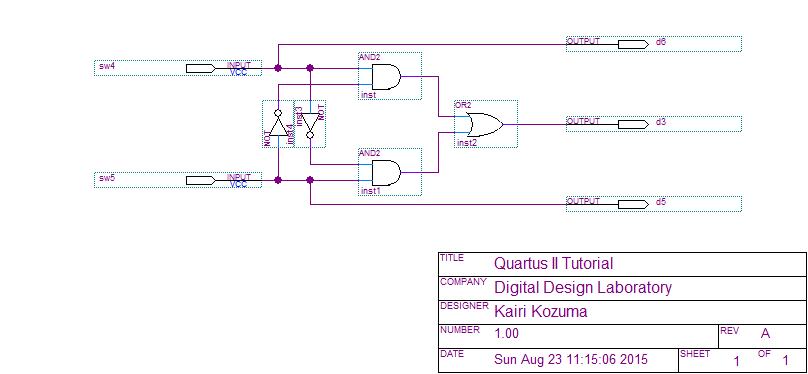 OUTPUT d6
AND2
sw4 INPUT VCC
inst
OR2
NOT inst4 inst3 NOT
OUTPUT d3
inst2
AND2
sw5 INPUT VCC
inst1
OUTPUT d5
TITLE Quartus II Tutorial
COMPANY Digital Design Laboratory
DESIGNER Kairi Kozuma
NUMBER 1.00 REV A
DATE Sun Aug 23 11:15:06 2015 SHEET 1 OF 1